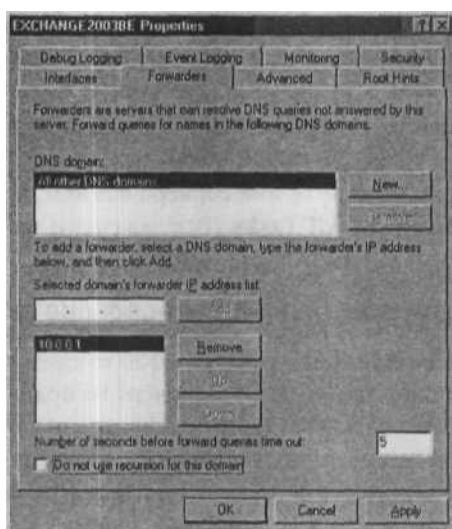 EXCHANGE2003BE Properties
Debug Logging Event Logging Monitoring Security
Interfaces Forwarders Advanced Root Hints
Forwarders are servers that can resolve DNS queries not answered by this
server. Forward queries for names in the following DNS domains.
DNS domain:
All other DNS domains
New...
Remove
To add a forwarder, select a DNS domain, type the forwarder's IP address
below, and then click Add.
Selected domain's forwarder IP address list:
Add
10.0.0.1
Remove
Up
Down
Number of seconds before forward queries time out:
5
Do not use recursion for this domain
OK Cancel Apply